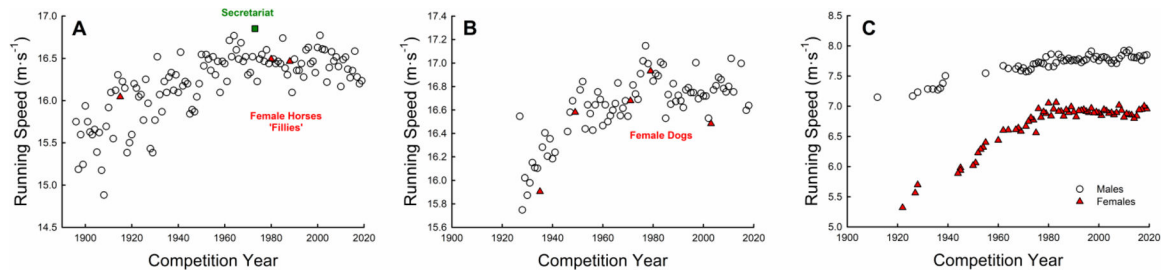 A
Secretariat
Female Horses
'Fillies'
Running Speed (m·s⁻¹)
17.0
16.5
16.0
15.5
15.0
14.5
1900 1920 1940 1960 1980 2000 2020
Competition Year
B
Female Dogs
Running Speed (m·s⁻¹)
17.4
17.2
17.0
16.8
16.6
16.4
16.2
16.0
15.8
15.6
1900 1920 1940 1960 1980 2000 2020
Competition Year
C
Males
Females
Running Speed (m·s⁻¹)
8.5
8.0
7.5
7.0
6.5
6.0
5.5
5.0
1900 1920 1940 1960 1980 2000 2020
Competition Year